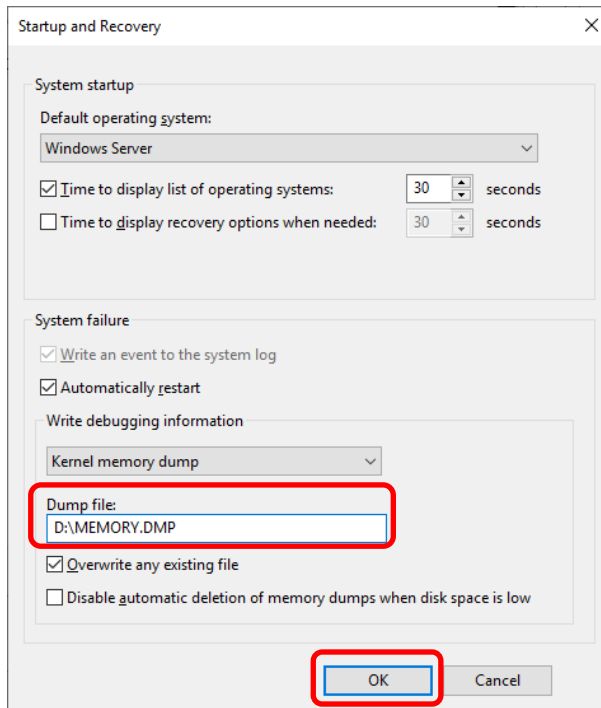 Startup and Recovery
System startup
Default operating system:
Windows Server
Time to display list of operating systems: 30 seconds
Time to display recovery options when needed: 30 seconds
System failure
Write an event to the system log
Automatically restart
Write debugging information
Kernel memory dump
Dump file:
D:\MEMORY.DMP
Overwrite any existing file
Disable automatic deletion of memory dumps when disk space is low
OK Cancel